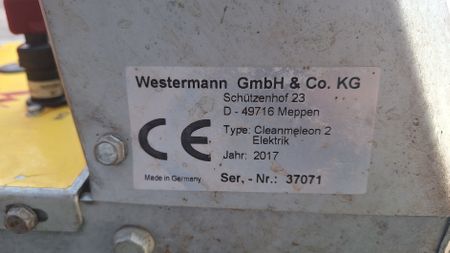 Westermann GmbH & Co. KG
Schützenhof 23
D - 49716 Meppen
CE
Type: Cleanmeleon 2
Elektrik
Jahr: 2017
Made in Germany
Ser, - Nr.: 37071